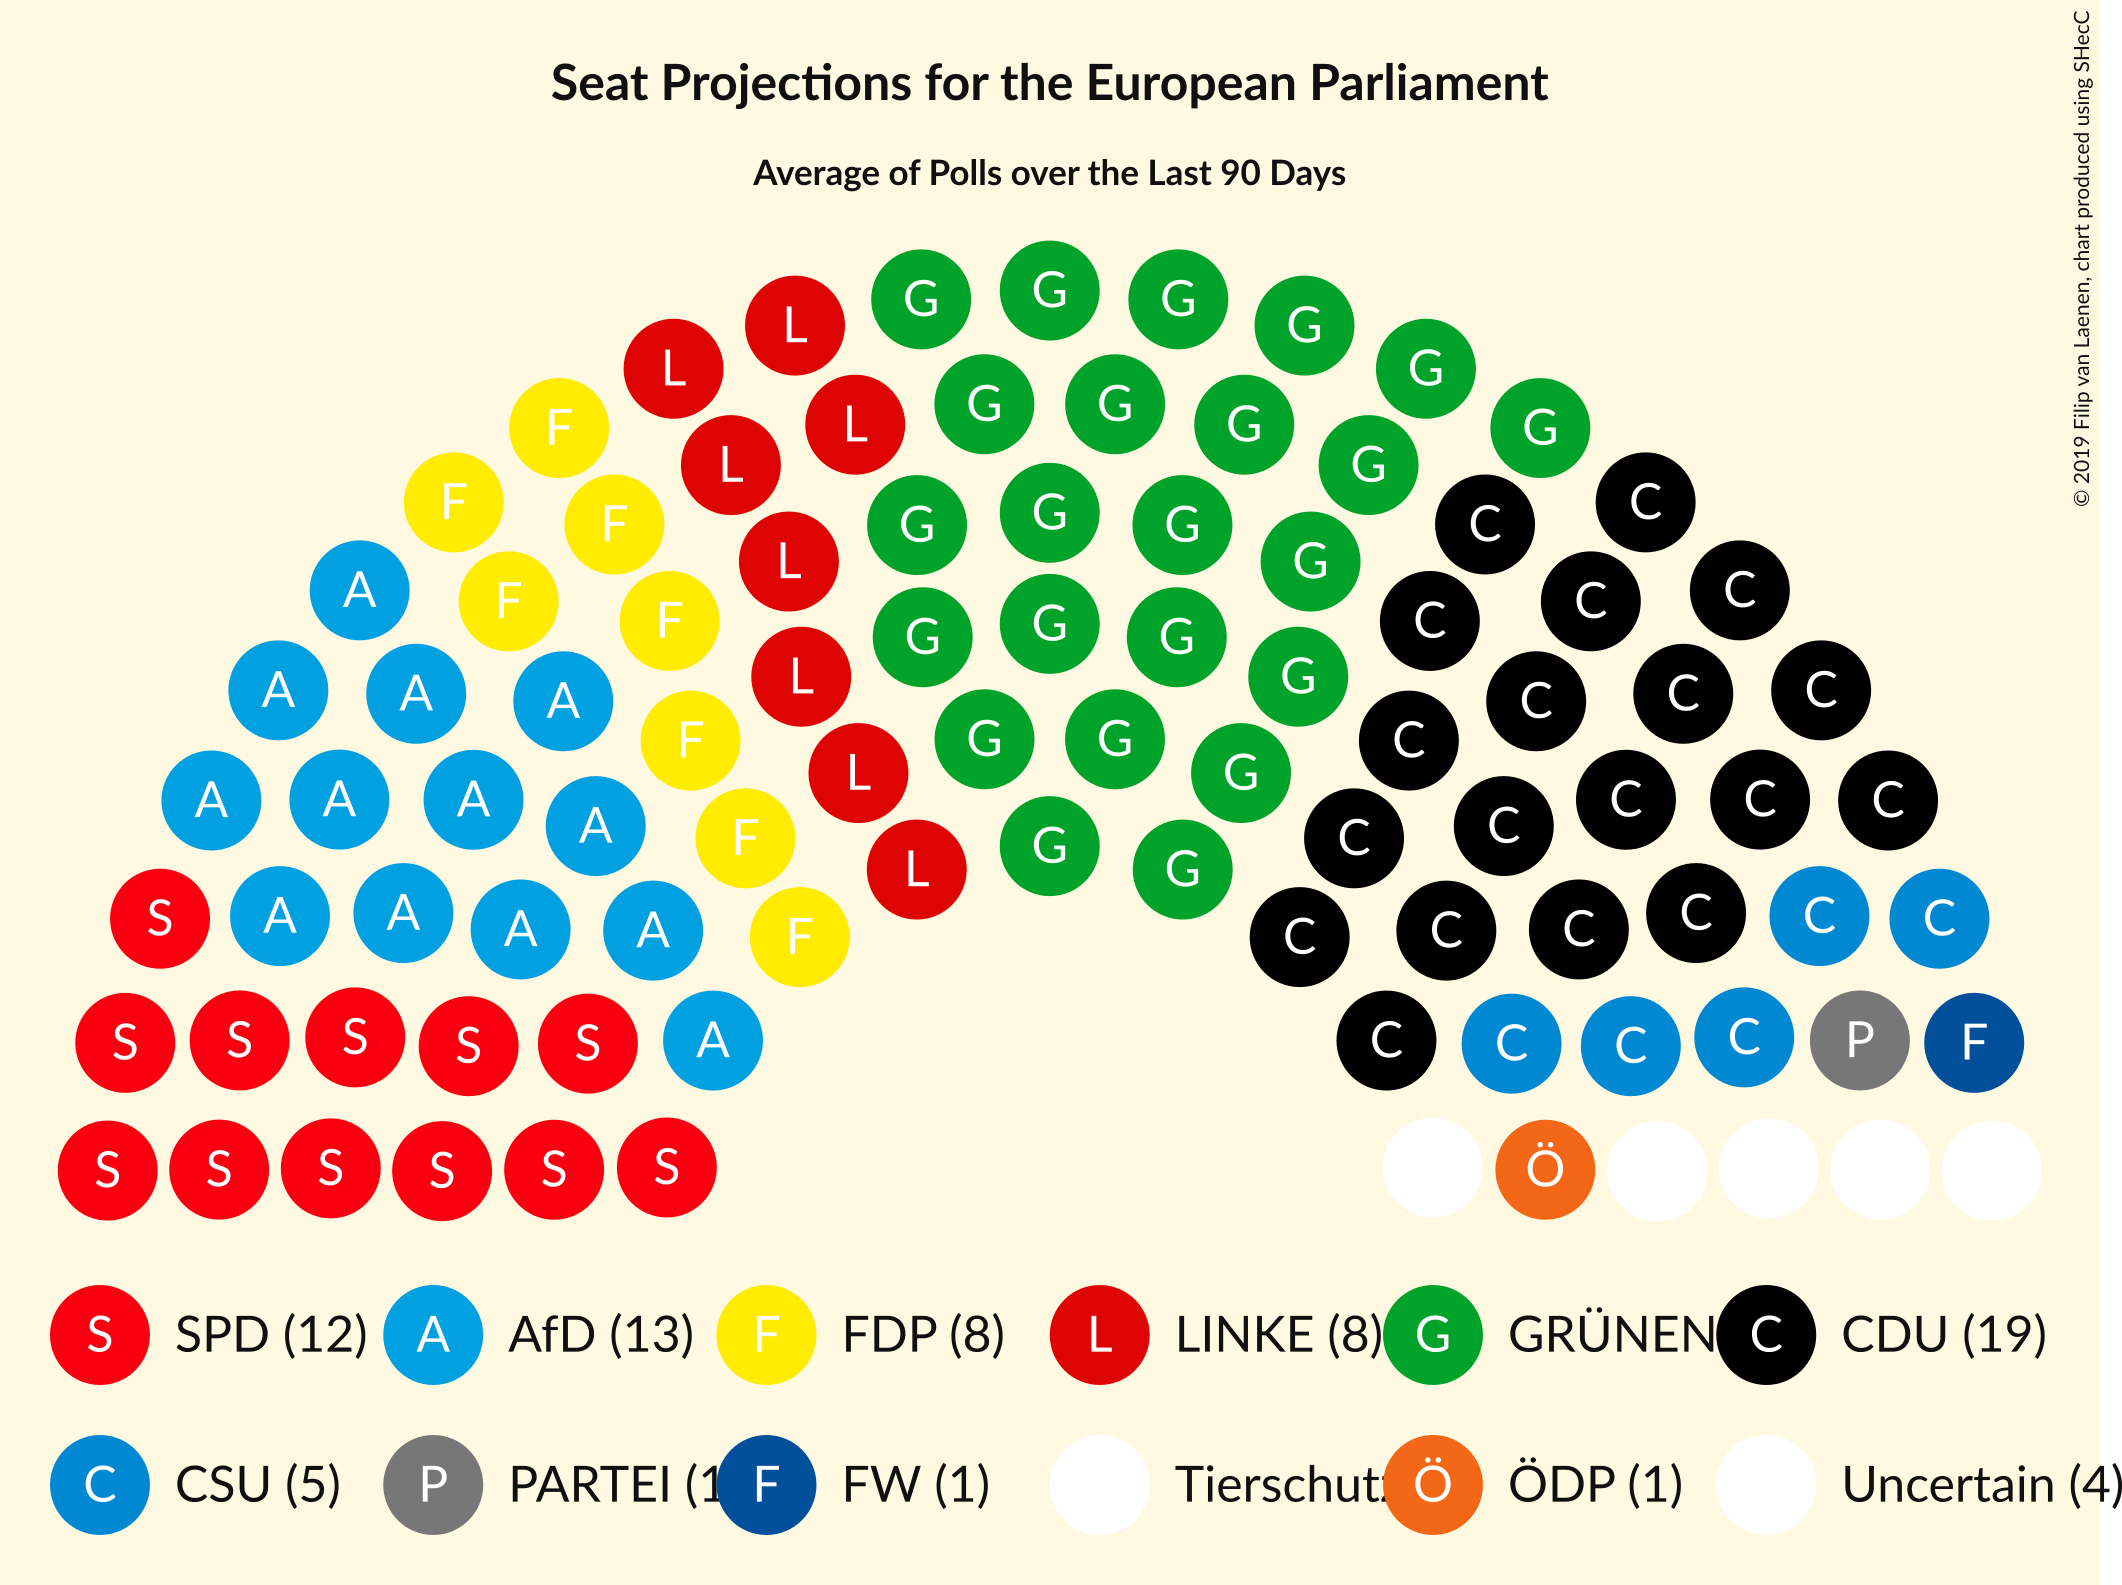 Seat Projections for the European Parliament
Average of Polls over the Last 90 Days
© 2019 Filip van Laenen, chart produced using SHecC
G G G G G
L L G
L G G G G
F L L G C C
F F L G G G G C C
A F F L G G G G C C C
A A A F L G G G C C C C
A A A A F L G G C C C C C
S A A A A F C C C C C C
S S S S S A C C C C P F
S S S S S S Ö
S SPD (12) A AfD (13) F FDP (8) L LINKE (8) G GRÜNEN C CDU (19)
C CSU (5) P PARTEI (1 F FW (1) Tierschutz Ö ÖDP (1) Uncertain (4)